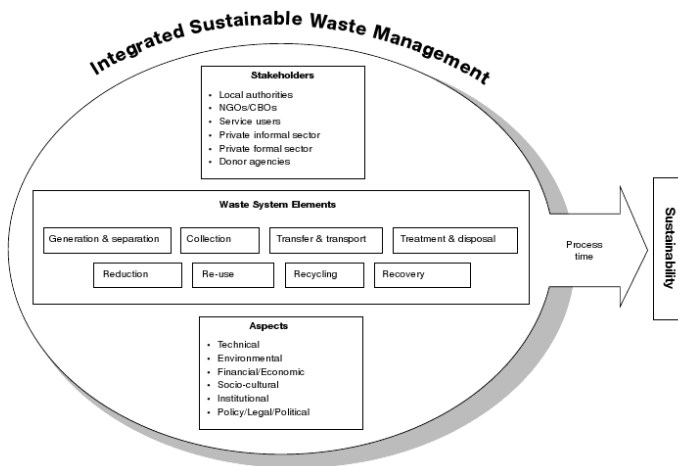 Integrated Sustainable Waste Management
Stakeholders
• Local authorities
• NGOs/CBOs
• Service users
• Private informal sector
• Private formal sector
• Donor agencies
Waste System Elements
Generation & separation
Collection
Transfer & transport
Treatment & disposal
Reduction
Re-use
Recycling
Recovery
Process
time
Sustainability
Aspects
• Technical
• Environmental
• Financial/Economic
• Socio-cultural
• Institutional
• Policy/Legal/Political